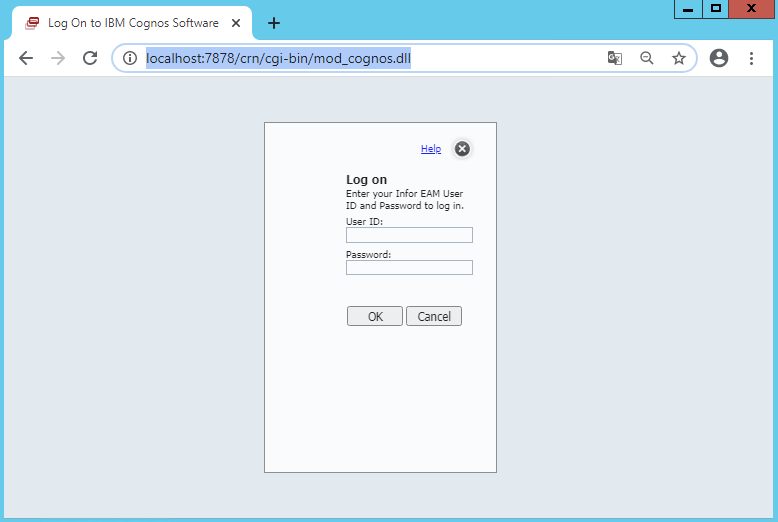 Log On to IBM Cognos Software
localhost:7878/crn/cgi-bin/mod_cognos.dll
Help
Log on
Enter your Infor EAM User
ID and Password to log in.
User ID:
Password:
OK Cancel